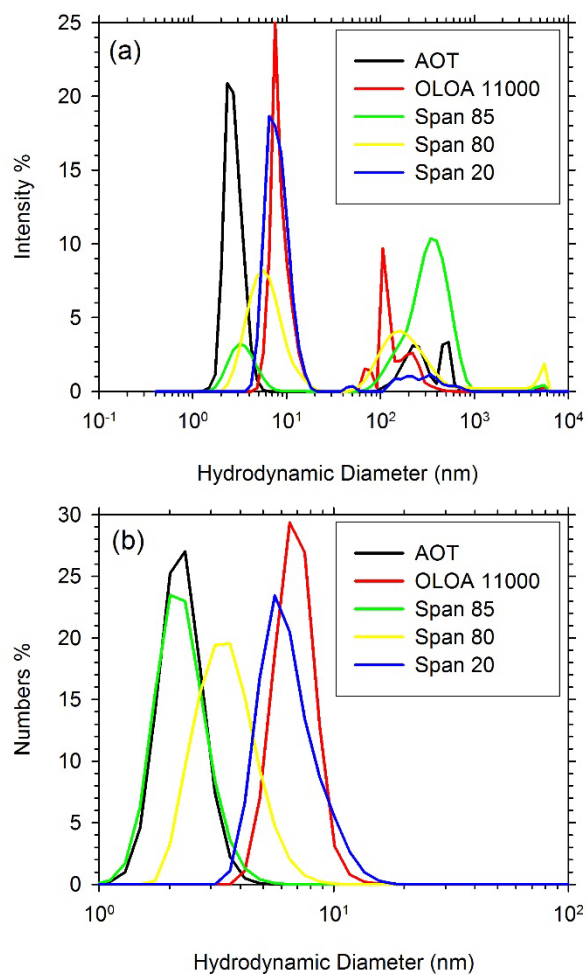 (a)
25
20
15
10
5
0
Intensity %
AOT
OLOA 11000
Span 85
Span 80
Span 20
10-1 100 101 102 103 104
Hydrodynamic Diameter (nm)
(b)
30
25
20
15
10
5
0
Numbers %
AOT
OLOA 11000
Span 85
Span 80
Span 20
100 101 102
Hydrodynamic Diameter (nm)